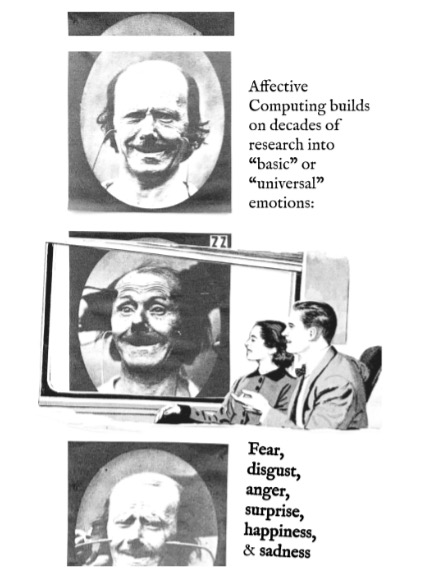 Affective
Computing builds
on decades of
research into
“basic” or
“universal”
emotions:
22
Fear,
disgust,
anger,
surprise,
happiness,
& sadness